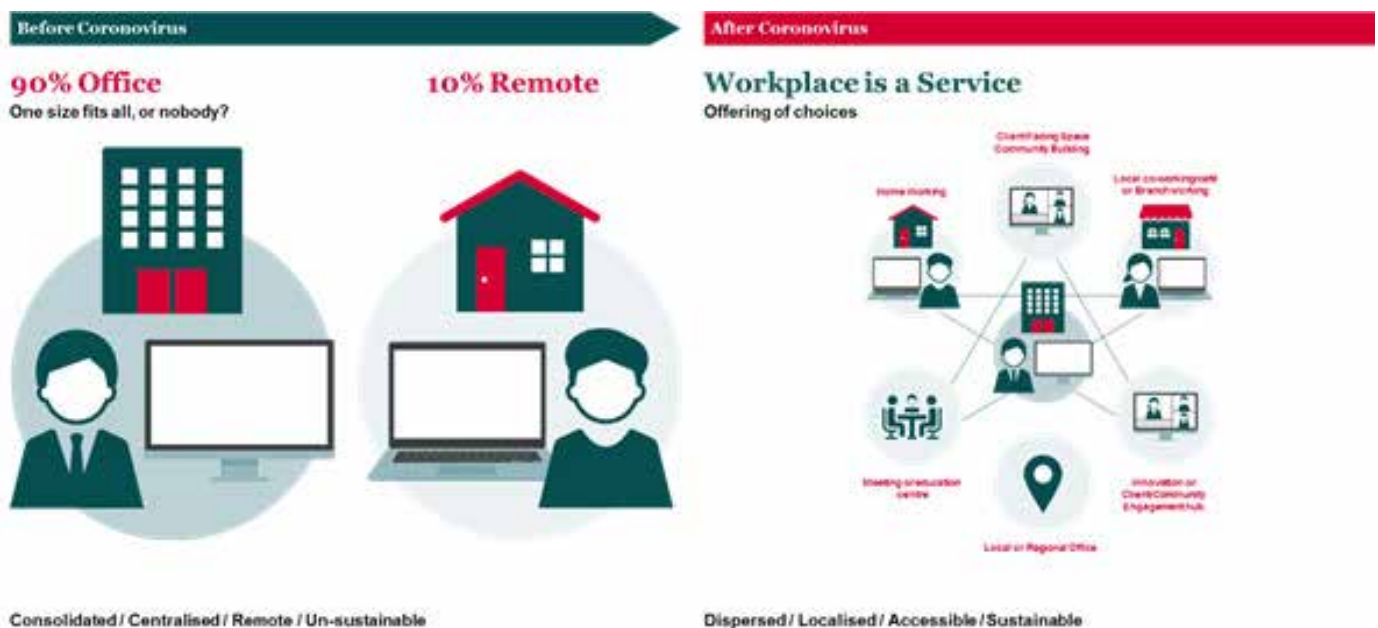 Before Coronovirus
90% Office
One size fits all, or nobody?
10% Remote
Consolidated / Centralised / Remote / Un-sustainable
After Coronovirus
Workplace is a Service
Offering of choices
Client Facing Space
Community Building
Home Working
Local co-working/café
or Branch working
Meeting or education
centre
Innovation or
Client/Community
Engagement hub
Local or Regional Office
Dispersed / Localised / Accessible / Sustainable